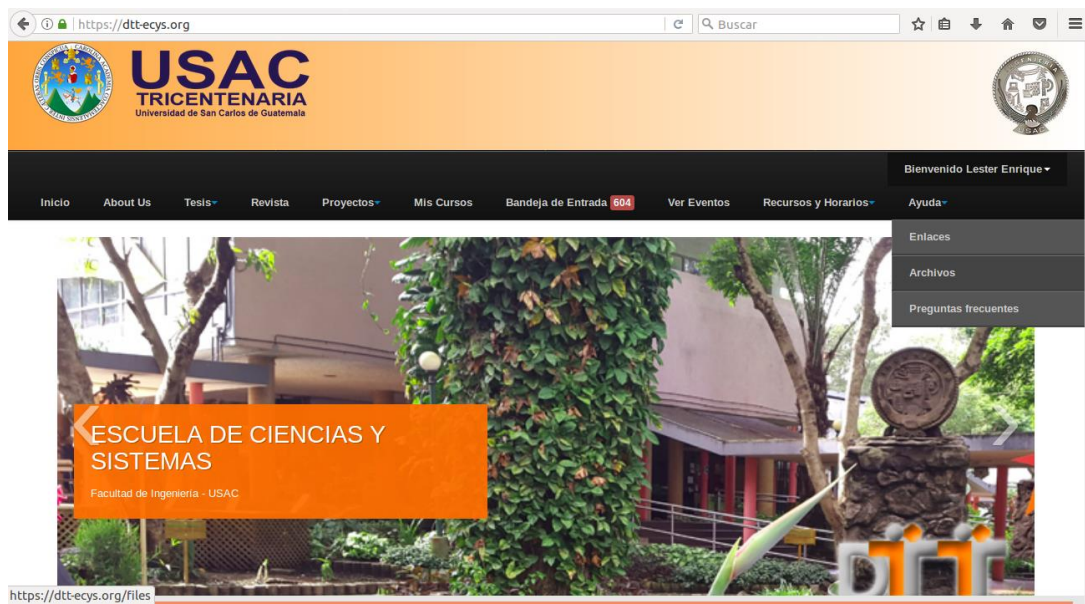 https://dtt-ecys.org
Buscar
USAC
TRICENTENARIA
Universidad de San Carlos de Guatemala
Bienvenido Lester Enrique
Inicio About Us Tesis Revista Proyectos Mis Cursos Bandeja de Entrada 604 Ver Eventos Recursos y Horarios Ayuda
Enlaces
Archivos
Preguntas frecuentes
ESCUELA DE CIENCIAS Y
SISTEMAS
Facultad de Ingeniería - USAC
https://dtt-ecys.org/files